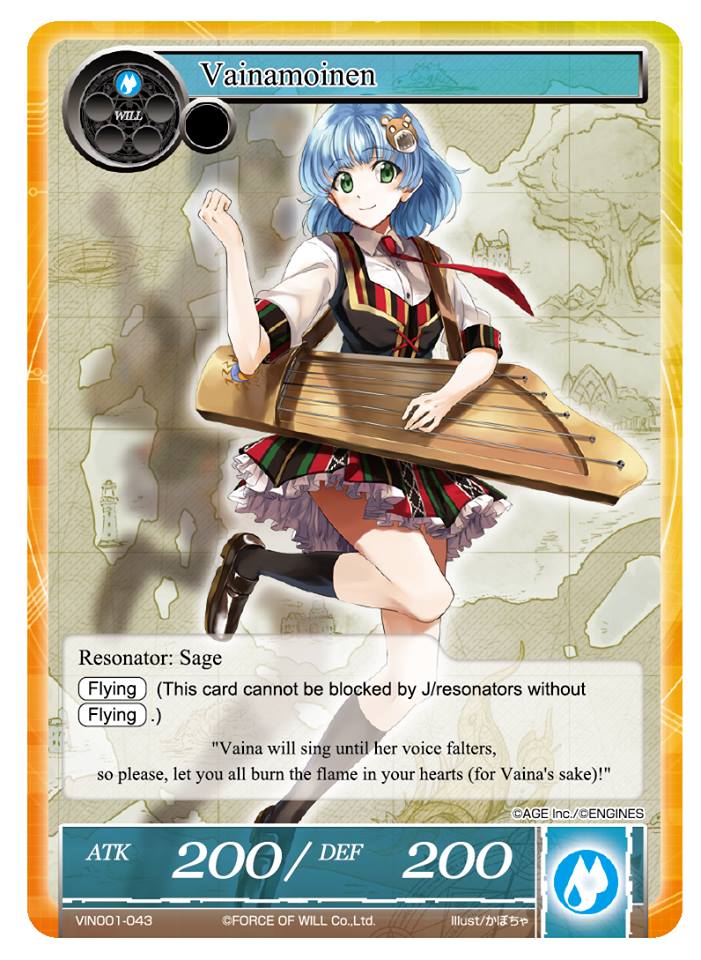 Vainamoinen
WILL
Resonator: Sage
Flying (This card cannot be blocked by J/resonators without
Flying .)
"Vaina will sing until her voice falters,
so please, let you all burn the flame in your hearts (for Vaina's sake)!"
©AGE Inc./©ENGINES
ATK 200/ DEF 200
VIN001-043 ©FORCE OF WILL Co.,Ltd. Illust/かぼちゃ